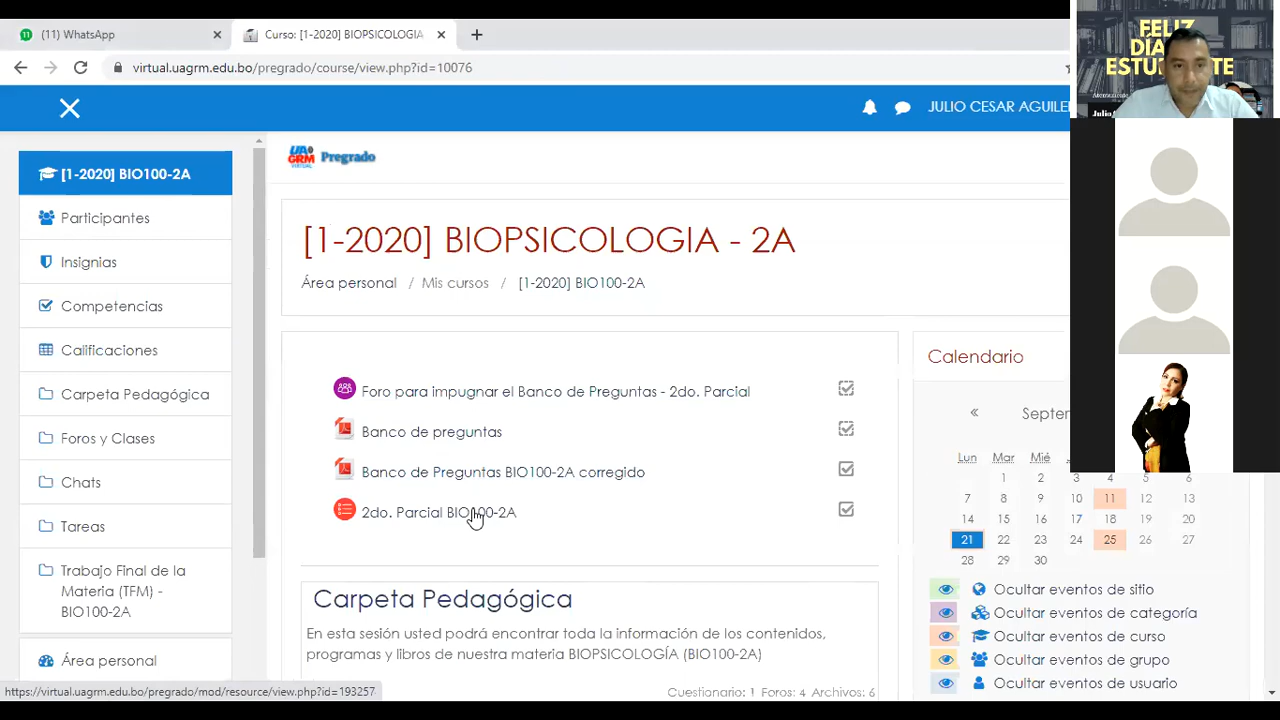 (11) WhatsApp
Curso: [1-2020] BIOPSICOLOGIA
virtual.uagrm.edu.bo/pregrado/course/view.php?id=10076
FELIZ
DÍA
ESTUDIANTE
JULIO CESAR AGUILE
[1-2020] BIO100-2A
Participantes
Insignias
Competencias
Calificaciones
Carpeta Pedagógica
Foros y Clases
Chats
Tareas
Trabajo Final de la
Materia (TFM) -
BIO100-2A
Área personal
UAGRM VIRTUAL Pregrado
[1-2020] BIOPSICOLOGIA - 2A
Área personal / Mis cursos / [1-2020] BIO100-2A
Foro para impugnar el Banco de Preguntas - 2do. Parcial
Banco de preguntas
Banco de Preguntas BIO100-2A corregido
2do. Parcial BIO100-2A
Carpeta Pedagógica
En esta sesión usted podrá encontrar toda la información de los contenidos,
programas y libros de nuestra materia BIOPSICOLOGÍA (BIO100-2A)
Cuestionario: 1 Foros: 4 Archivos: 6
Calendario
« Septe
Lun Mar Mié
1 2 3 4 5 6
7 8 9 10 11 12 13
14 15 16 17 18 19 20
21 22 23 24 25 26 27
28 29 30
Ocultar eventos de sitio
Ocultar eventos de categoría
Ocultar eventos de curso
Ocultar eventos de grupo
Ocultar eventos de usuario
https://virtual.uagrm.edu.bo/pregrado/mod/resource/view.php?id=193257